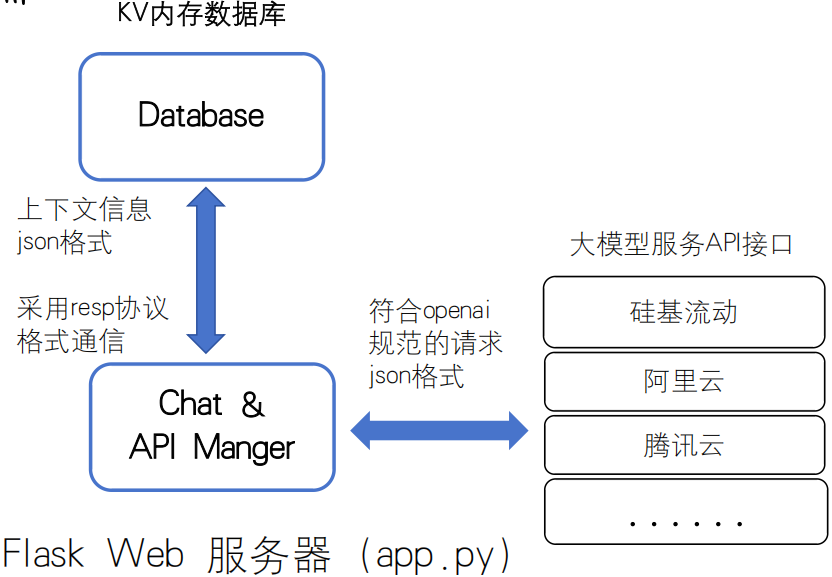 KV内存数据库
Database
上下文信息
json格式
采用resp协议
格式通信
符合openai
规范的请求
json格式
大模型服务API接口
硅基流动
阿里云
腾讯云
......
Chat &
API Manger
Flask Web 服务器 (app.py)